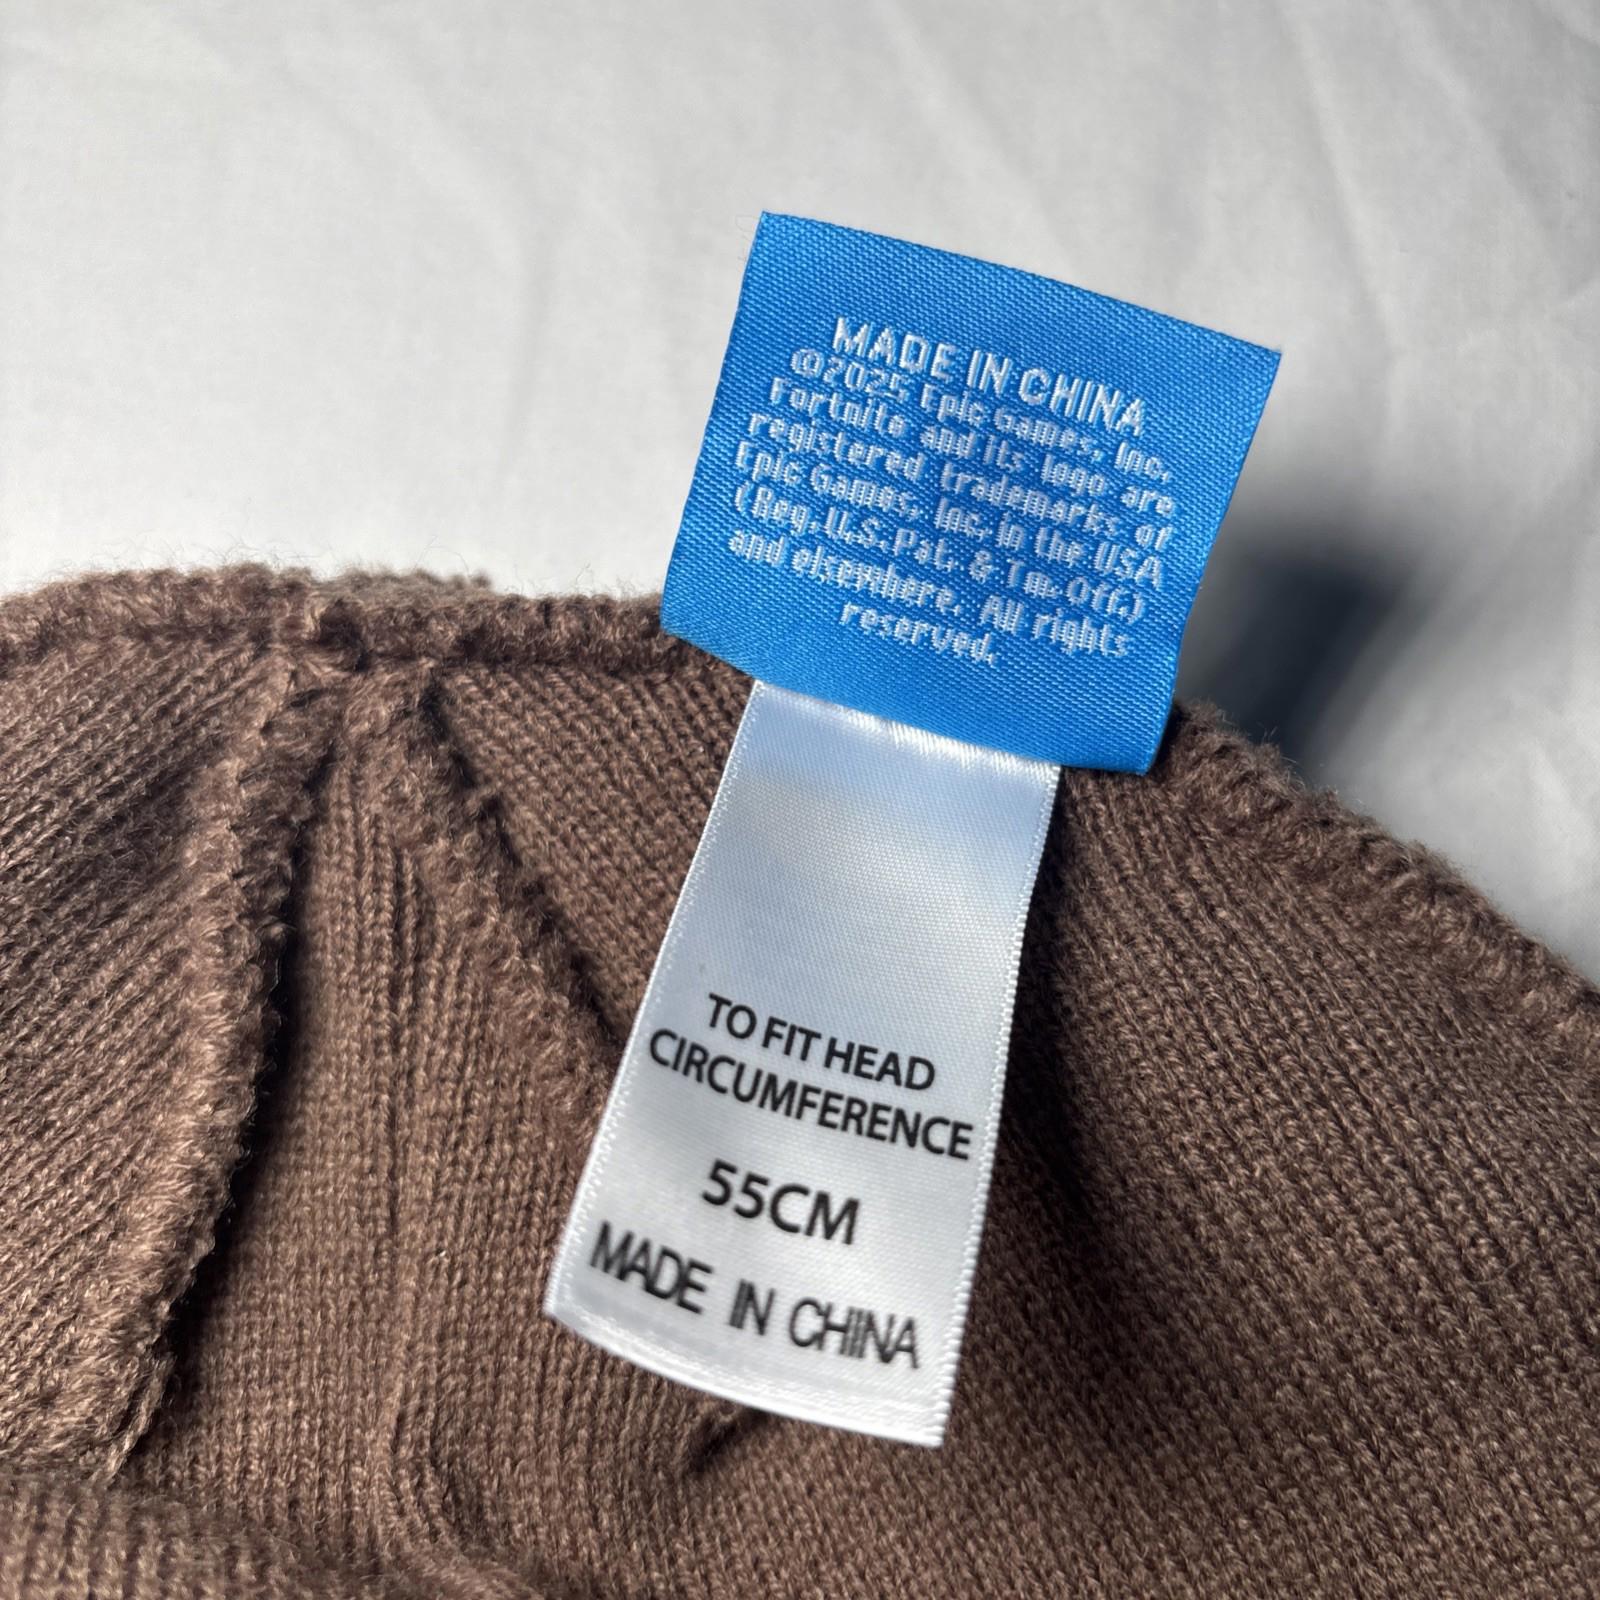 MADE IN CHINA
©2025 Epic Games, Inc.
Fortnite and its logo are
registered trademarks of
Epic Games, Inc. in the USA
(Reg. U.S. Pat. & Tm. Off.)
and elsewhere. All rights
reserved.
TO FIT HEAD
CIRCUMFERENCE
55CM
MADE IN CHINA